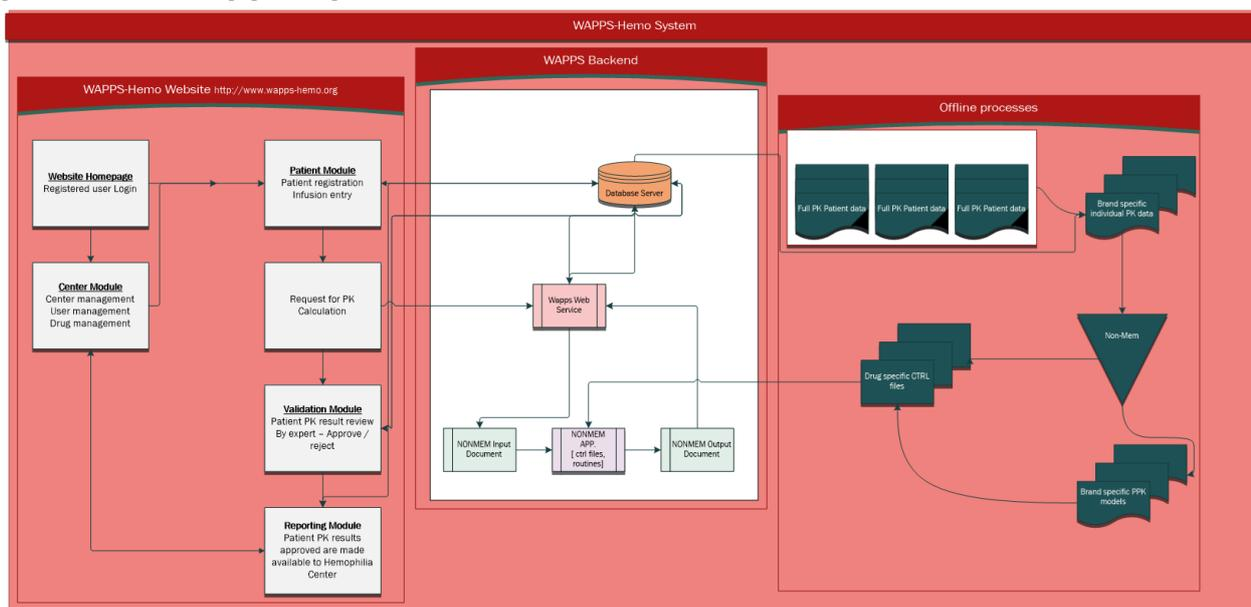 WAPPS-Hemo System
WAPPS-Hemo Website http://www.wapps-hemo.org
Website Homepage
Registered user Login
Center Module
Center management
User management
Drug management
Patient Module
Patient registration
Infusion entry
Request for PK
Calculation
Validation Module
Patient PK result review
By expert – Approve /
reject
Reporting Module
Patient PK results
approved are made
available to Hemophilia
Center
WAPPS Backend
Database Server
Wapps Web
Service
NONMEM Input
Document
NONMEM
APP.
[ ctrl files,
routines]
NONMEM Output
Document
Offline processes
Full PK Patient data
Full PK Patient data
Full PK Patient data
Brand specific
individual PK data
Non-Mem
Drug specific CTRL
files
Brand specific PPK
models